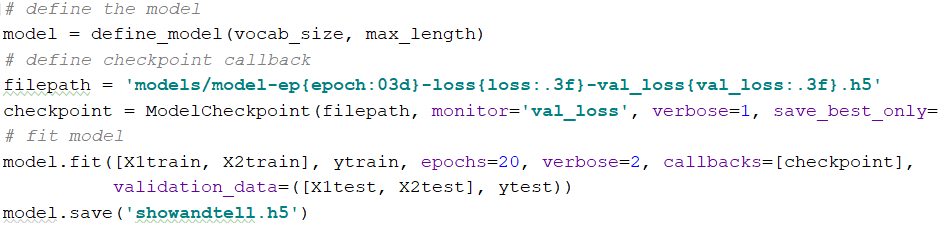 # define the model
model = define_model(vocab_size, max_length)
# define checkpoint callback
filepath = 'models/model-ep{epoch:03d}-loss{loss:.3f}-val_loss{val_loss:.3f}.h5'
checkpoint = ModelCheckpoint(filepath, monitor='val_loss', verbose=1, save_best_only=
# fit model
model.fit([X1train, X2train], ytrain, epochs=20, verbose=2, callbacks=[checkpoint],
validation_data=([X1test, X2test], ytest))
model.save('showandtell.h5')